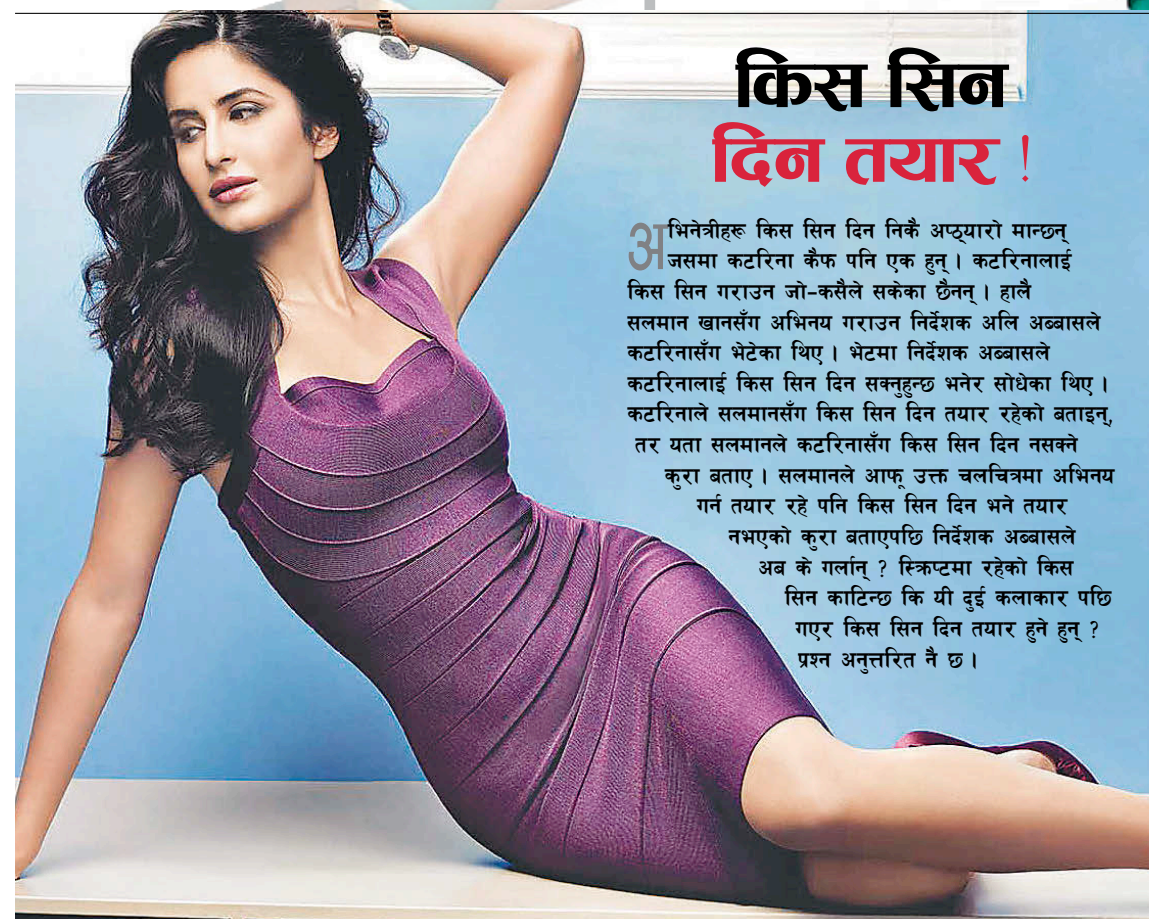 किस सिन
दिन तयार !
अभिनेत्रीहरू किस सिन दिन निकै अप्ठ्यारो मान्छन्
जसमा कटरिना कैफ पनि एक हुन् । कटरिनालाई
किस सिन गराउन जो-कसैले सकेका छैनन् । हालै
सलमान खानसँग अभिनय गराउन निर्देशक अलि अब्बासले
कटरिनासँग भेटेका थिए । भेटमा निर्देशक अब्बासले
कटरिनालाई किस सिन दिन सक्नुहुन्छ भनेर सोधेका थिए ।
कटरिनाले सलमानसँग किस सिन दिन तयार रहेको बताइन्,
तर यता सलमानले कटरिनासँग किस सिन दिन नसक्ने
कुरा बताए । सलमानले आफू उक्त चलचित्रमा अभिनय
गर्न तयार रहे पनि किस सिन दिन भने तयार
नभएको कुरा बताएपछि निर्देशक अब्बासले
अब के गर्लान् ? स्क्रिप्टमा रहेको किस
सिन काटिन्छ कि यी दुई कलाकार पछि
गएर किस सिन दिन तयार हुने हुन् ?
प्रश्न अनुत्तरित नै छ ।